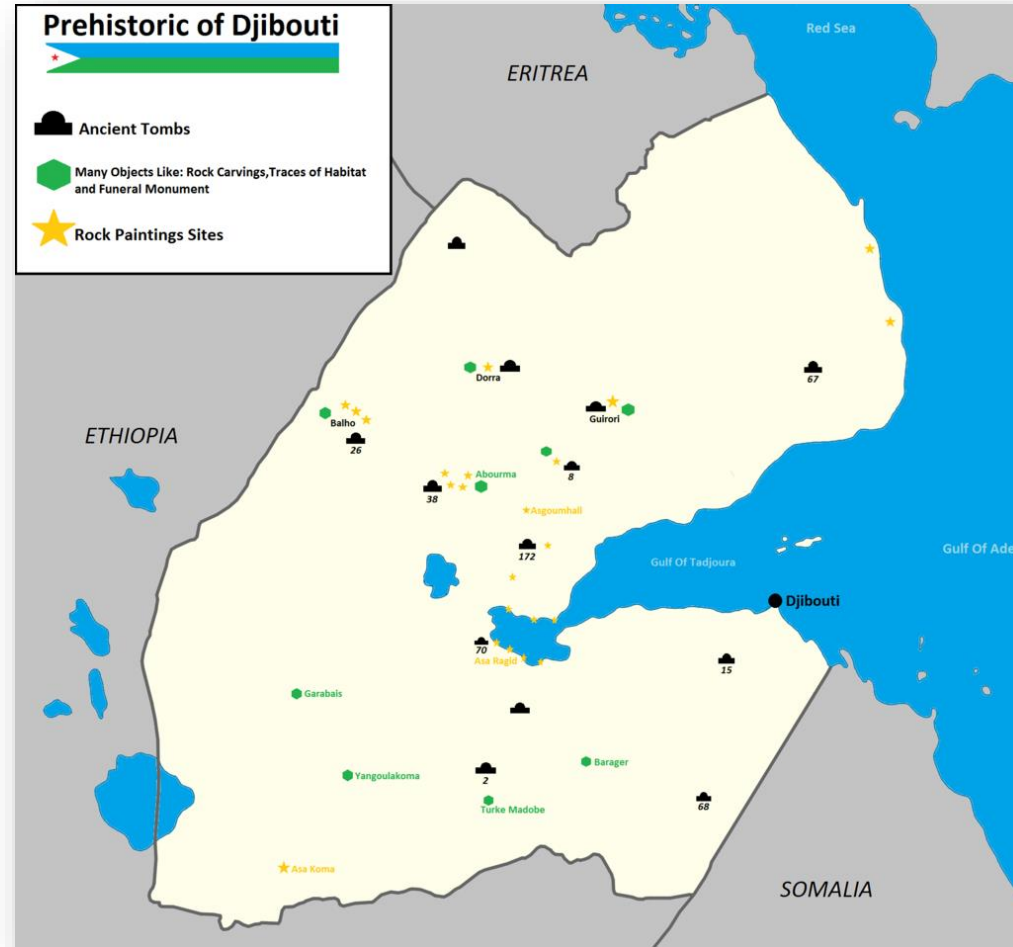 Prehistoric of Djibouti
Ancient Tombs
Many Objects Like: Rock Carvings,Traces of Habitat
and Funeral Monument
Rock Paintings Sites
Red Sea
ERITREA
ETHIOPIA
Dorra
67
Guirori
Balho
26
Abourma
8
38
Asgoumhall
172
Gulf Of Tadjoura
Gulf Of Ade
Djibouti
70
Asa Ragid
15
Garabais
Barager
Yangoulakoma
2
Turke Madobe
68
Asa Koma
SOMALIA